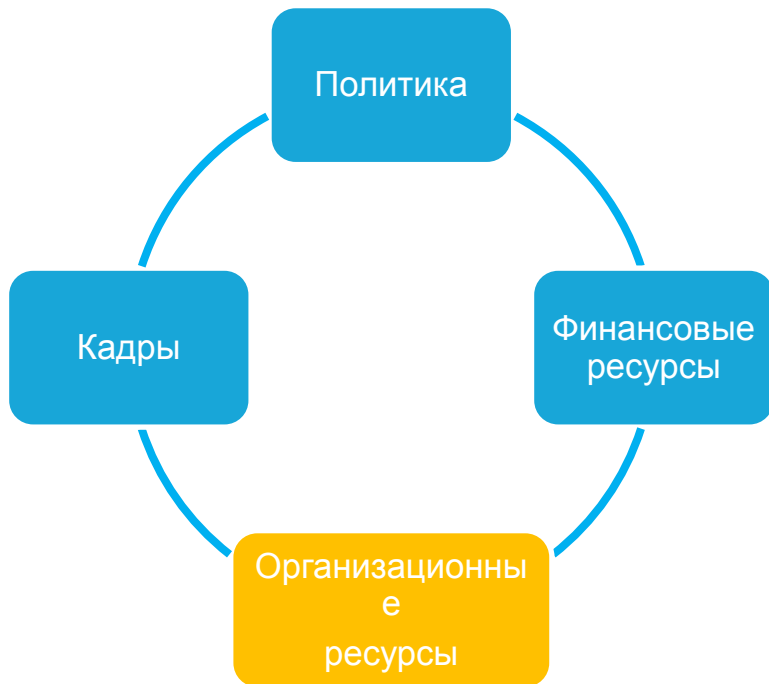 Политика
Кадры
Финансовые
ресурсы
Организационны
е
ресурсы